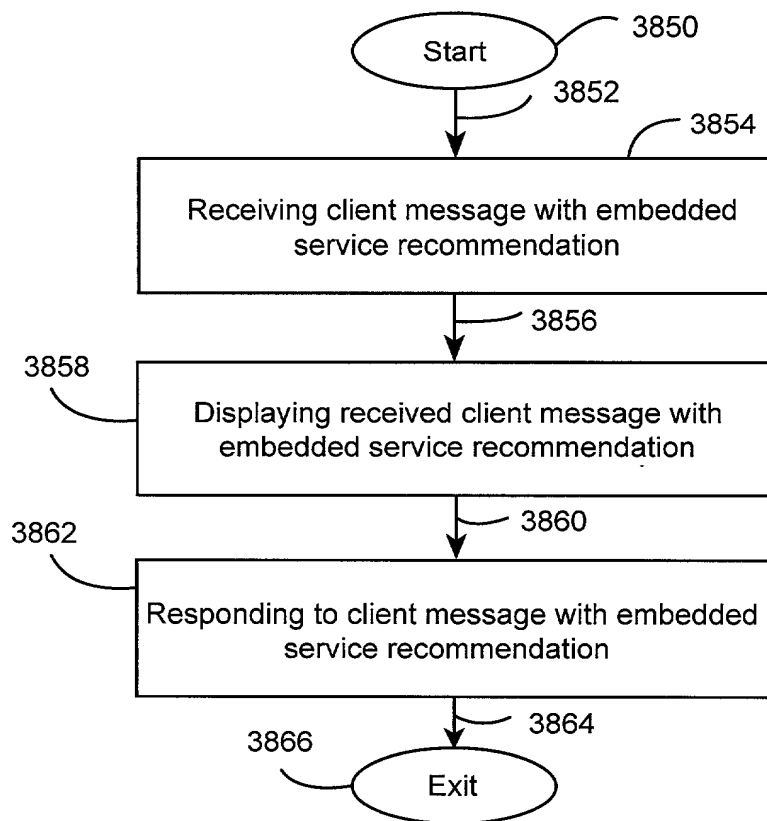 3850
Start
3852
3854
Receiving client message with embedded
service recommendation
3856
3858
Displaying received client message with
embedded service recommendation
3860
3862
Responding to client message with embedded
service recommendation
3864
3866
Exit